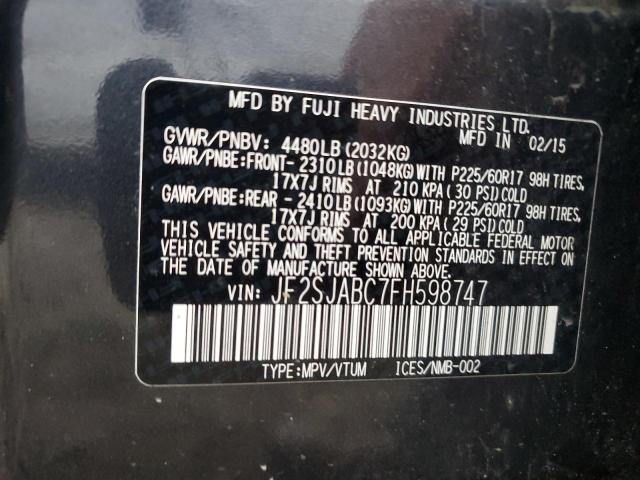 MFD BY FUJI HEAVY INDUSTRIES LTD.
MFD IN 02/15
GVWR/PNBV: 4480LB(2032KG)
GAWR/PNBE:FRONT-2310LB(1048KG)WITH P225/60R17 98H TIRES,
17X7J RIMS AT 210 KPA(30 PSI)COLD
GAWR/PNBE:REAR -2410LB(1093KG)WITH P225/60R17 98H TIRES,
17X7J RIMS AT 200 KPA(29 PSI)COLD
THIS VEHICLE CONFORMS TO ALL APPLICABLE FEDERAL MOTOR
VEHICLE SAFETY AND THEFT PREVENTION STANDARDS IN EFFECT ON
THE DATE OF MANUFACTURE SHOWN ABOVE.
VIN: JF2SJABC7FH598747
TYPE:MPV/VTUM ICES/NMB-002